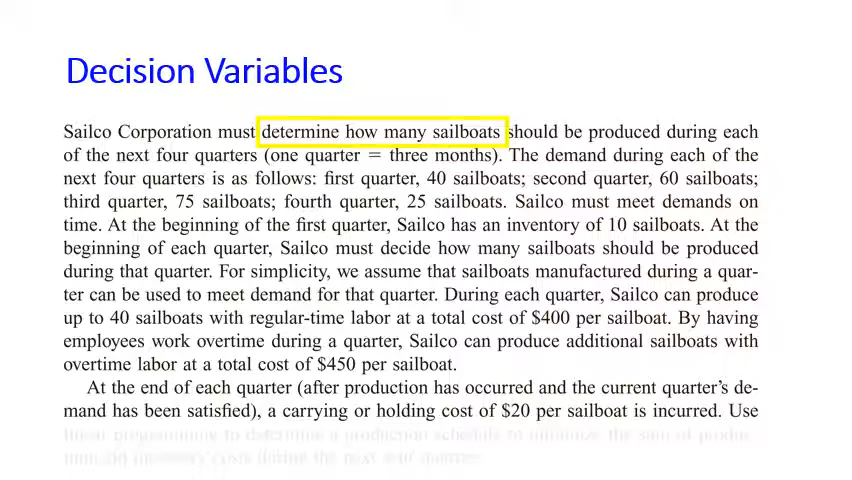 Decision Variables
Sailco Corporation must determine how many sailboats should be produced during each
of the next four quarters (one quarter = three months). The demand during each of the
next four quarters is as follows: first quarter, 40 sailboats; second quarter, 60 sailboats;
third quarter, 75 sailboats; fourth quarter, 25 sailboats. Sailco must meet demands on
time. At the beginning of the first quarter, Sailco has an inventory of 10 sailboats. At the
beginning of each quarter, Sailco must decide how many sailboats should be produced
during that quarter. For simplicity, we assume that sailboats manufactured during a quar-
ter can be used to meet demand for that quarter. During each quarter, Sailco can produce
up to 40 sailboats with regular-time labor at a total cost of $400 per sailboat. By having
employees work overtime during a quarter, Sailco can produce additional sailboats with
overtime labor at a total cost of $450 per sailboat.
At the end of each quarter (after production has occurred and the current quarter's de-
mand has been satisfied), a carrying or holding cost of $20 per sailboat is incurred. Use